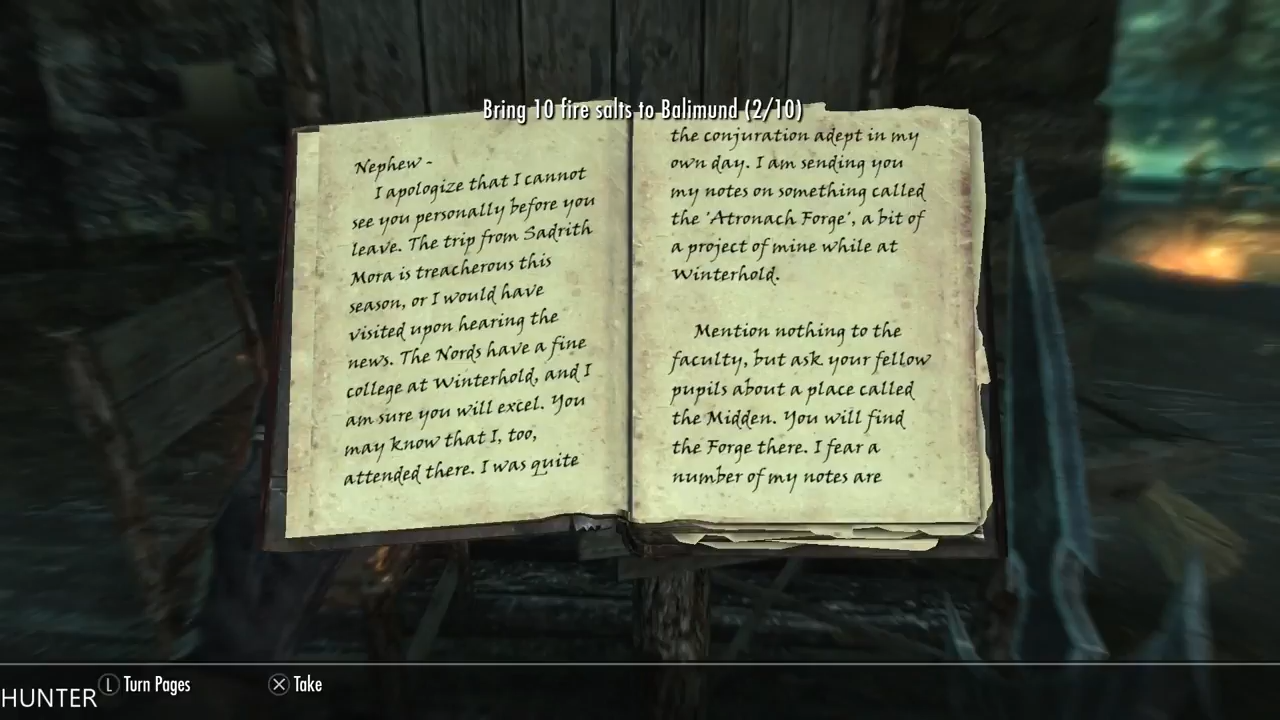 Bring 10 fire salts to Balimund (2/10)
Nephew -
I apologize that I cannot
see you personally before you
leave. The trip from Sadrith
Mora is treacherous this
season, or I would have
visited upon hearing the
news. The Nords have a fine
college at Winterhold, and I
am sure you will excel. You
may know that I, too,
attended there. I was quite
the conjuration adept in my
own day. I am sending you
my notes on something called
the 'Atronach Forge', a bit of
a project of mine while at
Winterhold.
Mention nothing to the
faculty, but ask your fellow
pupils about a place called
the Midden. You will find
the Forge there. I fear a
number of my notes are
HUNTER
L Turn Pages
X Take